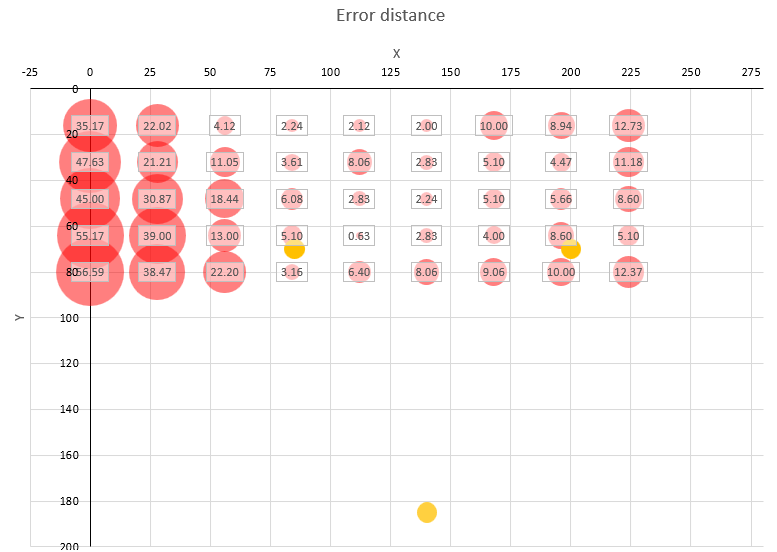 Error distance
X
-25 0 25 50 75 100 125 150 175 200 225 250 275
0
35.17 22.02 4.12 2.24 2.12 2.00 10.00 8.94 12.73
20
47.63 21.21 11.05 3.61 8.06 2.83 5.10 4.47 11.18
40
45.00 30.87 18.44 6.08 2.83 2.24 5.10 5.66 8.60
60
55.17 39.00 13.00 5.10 0.63 2.83 4.00 8.60 5.10
80 56.59 38.47 22.20 3.16 6.40 8.06 9.06 10.00 12.37
100
Y
120
140
160
180
200